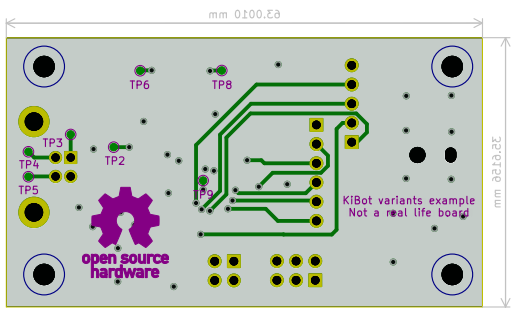 63.0010 mm
TP6
TP8
TP3
TP2
TP4
TP5
TP9
35.6156 mm
KiBot variants example
Not a real life board
open source
hardware